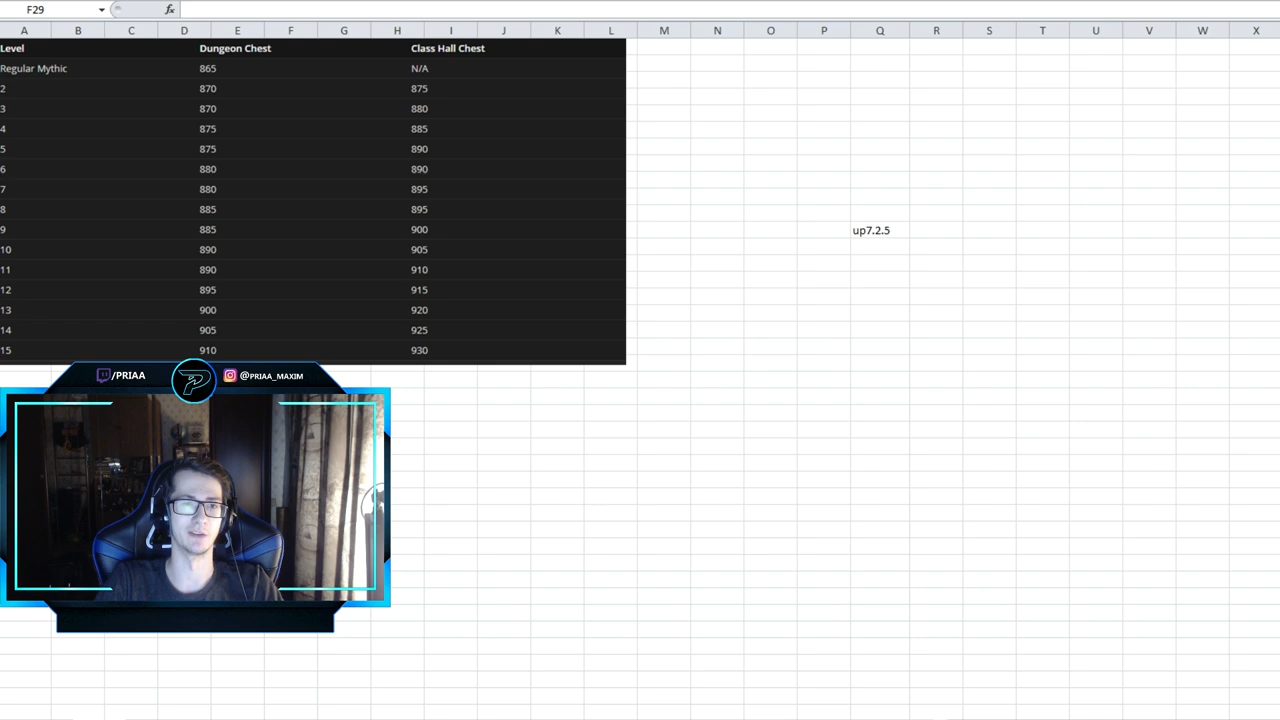 F29
fx
A B C D E F G H I J K L M N O P Q R S T U V W X
Level Dungeon Chest Class Hall Chest
Regular Mythic 865 N/A
2 870 875
3 870 880
4 875 885
5 875 890
6 880 890
7 880 895
8 885 895
9 885 900
up7.2.5
10 890 905
11 890 910
12 895 915
13 900 920
14 905 925
15 910 930
/PRIAA
@PRIAA_MAXIM